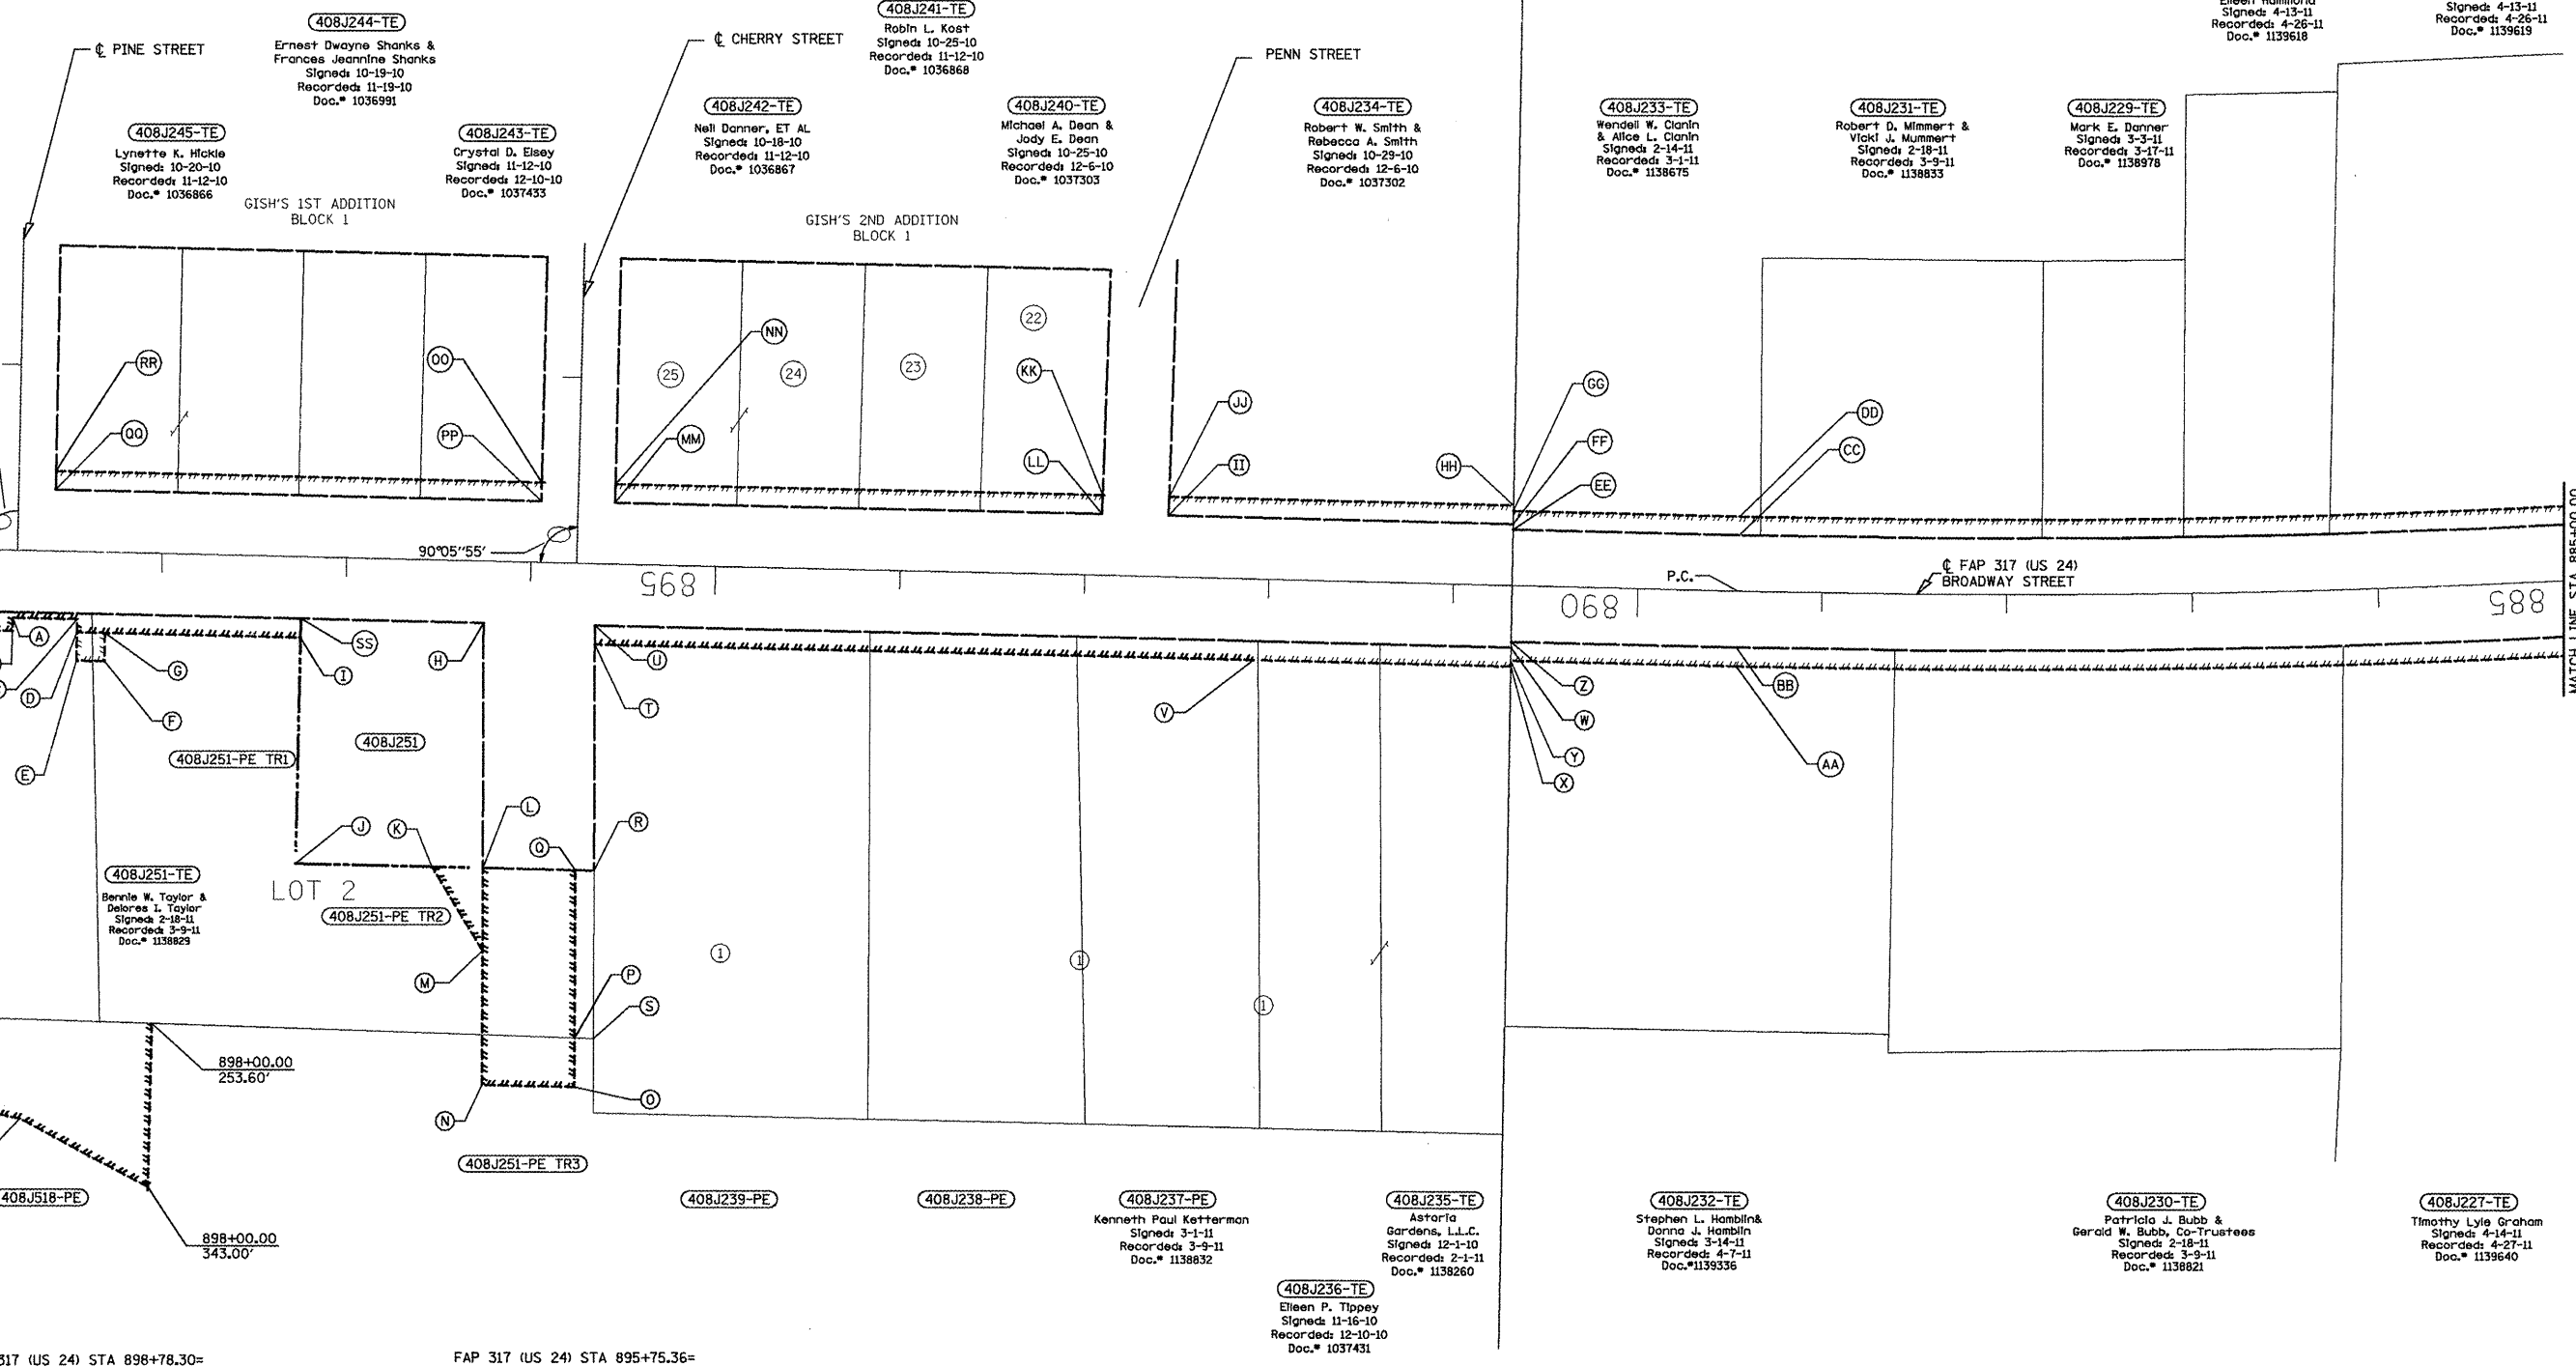 408J244-TE
Ernest Dwayne Shanks &
Frances Jeannine Shanks
Signed: 10-19-10
Recorded: 11-19-10
Doc.# 1036991
408J241-TE
Robin L. Kost
Signed: 10-25-10
Recorded: 11-12-10
Doc.# 1036868
Signed: 4-13-11
Recorded: 4-26-11
Doc.# 1139618
Signed: 4-13-11
Recorded: 4-26-11
Doc.# 1139619
℄ PINE STREET
℄ CHERRY STREET
PENN STREET
408J245-TE
Lynette K. Hickle
Signed: 10-20-10
Recorded: 11-12-10
Doc.# 1036866
408J243-TE
Crystal D. Elsey
Signed: 11-12-10
Recorded: 12-10-10
Doc.# 1037433
408J242-TE
Neil Danner, ET AL
Signed: 10-18-10
Recorded: 11-12-10
Doc.# 1036867
408J240-TE
Michael A. Dean &
Jody E. Dean
Signed: 10-25-10
Recorded: 12-6-10
Doc.# 1037303
408J234-TE
Robert W. Smith &
Rebecca A. Smith
Signed: 10-29-10
Recorded: 12-6-10
Doc.# 1037302
408J233-TE
Wendell W. Clanin
& Alice L. Clanin
Signed: 2-14-11
Recorded: 3-1-11
Doc.# 1138675
408J231-TE
Robert D. Mimmert &
Vicki J. Mummert
Signed: 2-18-11
Recorded: 3-9-11
Doc.# 1138833
408J229-TE
Mark E. Danner
Signed: 3-3-11
Recorded: 3-17-11
Doc.# 1138978
GISH'S 1ST ADDITION
BLOCK 1
GISH'S 2ND ADDITION
BLOCK 1
RR
QQ
OO
PP
25
24
23
22
NN
MM
KK
LL
JJ
II
HH
GG
FF
EE
DD
CC
90°05"55'
895
890
885
P.C.
℄ FAP 317 (US 24)
BROADWAY STREET
MATCH LINE STA 885+00.00
A
D
E
F
G
SS
I
H
U
T
V
Z
W
Y
X
BB
AA
408J251-PE TR1
408J251
J
K
L
Q
R
408J251-TE
Bennie W. Taylor &
Delores I. Taylor
Signed: 2-18-11
Recorded: 3-9-11
Doc.# 1138829
LOT 2
408J251-PE TR2
M
P
S
1
1
1
898+00.00
253.60'
N
O
408J251-PE TR3
408J518-PE
898+00.00
343.00'
408J239-PE
408J238-PE
408J237-PE
Kenneth Paul Ketterman
Signed: 3-1-11
Recorded: 3-9-11
Doc.# 1138832
408J235-TE
Astoria
Gardens, L.L.C.
Signed: 12-1-10
Recorded: 2-1-11
Doc.# 1138260
408J236-TE
Eileen P. Tippey
Signed: 11-16-10
Recorded: 12-10-10
Doc.# 1037431
408J232-TE
Stephen L. Hamblin&
Donna J. Hamblin
Signed: 3-14-11
Recorded: 4-7-11
Doc.#1139336
408J230-TE
Patricia J. Bubb &
Gerald W. Bubb, Co-Trustees
Signed: 2-18-11
Recorded: 3-9-11
Doc.# 1138821
408J227-TE
Timothy Lyle Graham
Signed: 4-14-11
Recorded: 4-27-11
Doc.# 1139640
317 (US 24) STA 898+78.30=
FAP 317 (US 24) STA 895+75.36=